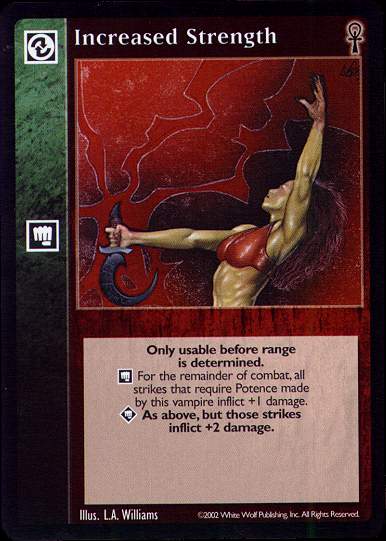 Increased Strength
Only usable before range
is determined.
For the remainder of combat, all
strikes that require Potence made
by this vampire inflict +1 damage.
As above, but those strikes
inflict +2 damage.
Illus. L.A. Williams
©2002 White Wolf Publishing, Inc. All Rights Reserved.